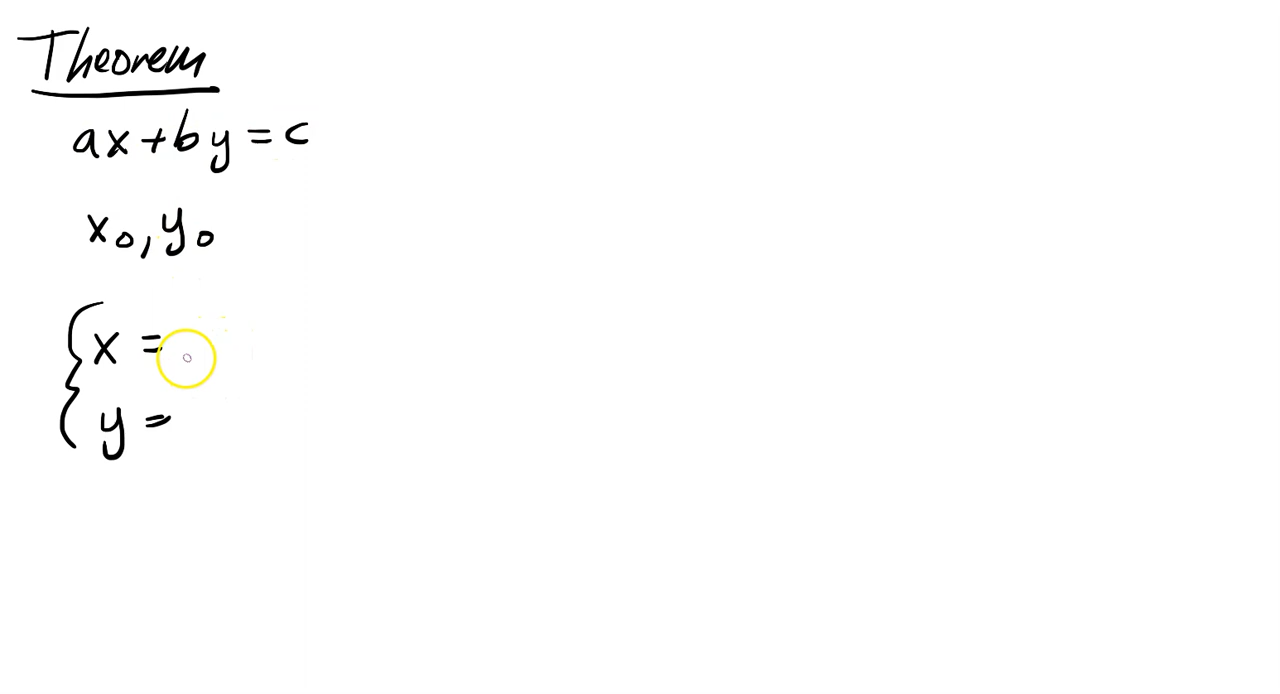 Theorem
ax+by=c
x₀,y₀
x =
y =